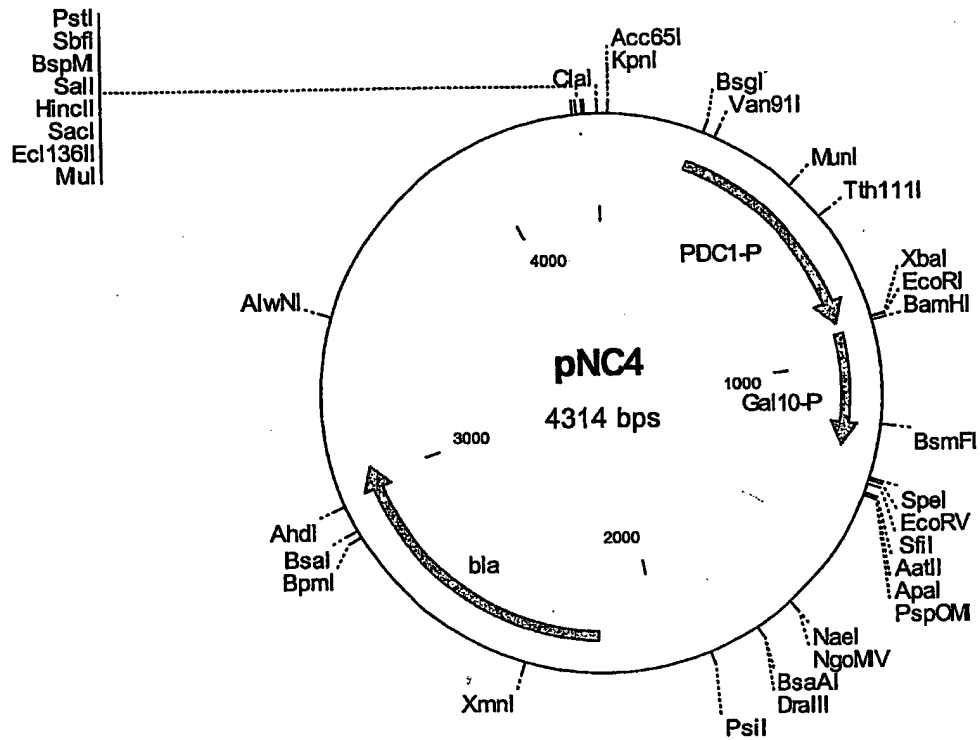 PstI
SbfI
BspMI
SalI
HincII
SacI
Ecl136II
MluI
ClaI
Acc65I
KpnI
BsgI
Van91I
MunI
Tth111I
XbaI
EcoRI
BamHI
PDC1-P
4000
AlwNI
pNC4
4314 bps
1000
Gal10-P
BsmFI
3000
SpeI
EcoRV
SfiI
AatII
ApaI
PspOMI
AhdI
BsaI
BpmI
bla
2000
NaeI
NgoMIV
BsaAI
DraIII
XmnI
PsiI